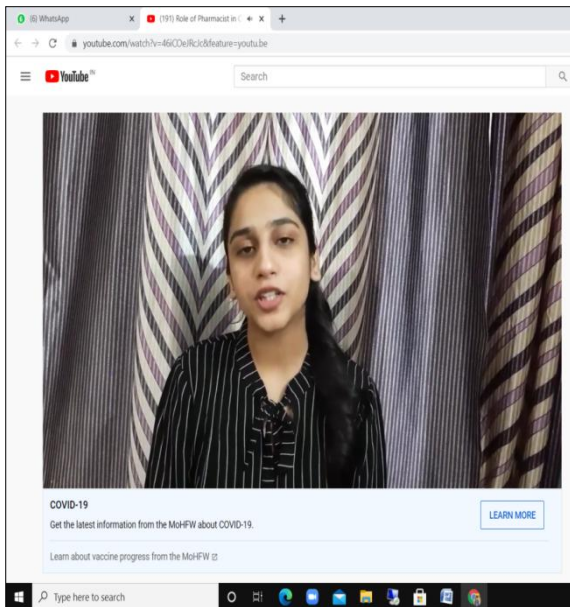 (6) WhatsApp
(191) Role of Pharmacist in C
youtube.com/watch?v=46iCOeJRcJc&feature=youtu.be
YouTube IN
Search
COVID-19
Get the latest information from the MoHFW about COVID-19.
LEARN MORE
Learn about vaccine progress from the MoHFW
Type here to search